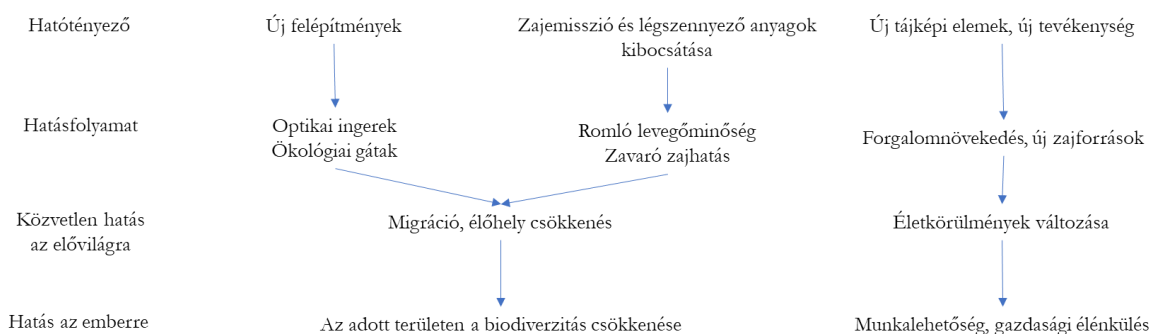 Hatótényező
Új felépítmények
Zajemisszió és légszennyező anyagok
kibocsátása
Új tájképi elemek, új tevékenység
Hatásfolyamat
Optikai ingerek
Ökológiai gátak
Romló levegőminőség
Zavaró zajhatás
Forgalomnövekedés, új zajforrások
Közvetlen hatás
az elővilágra
Migráció, élőhely csökkenés
Életkörülmények változása
Hatás az emberre
Az adott területen a biodiverzitás csökkenése
Munkalehetőség, gazdasági élénkülés